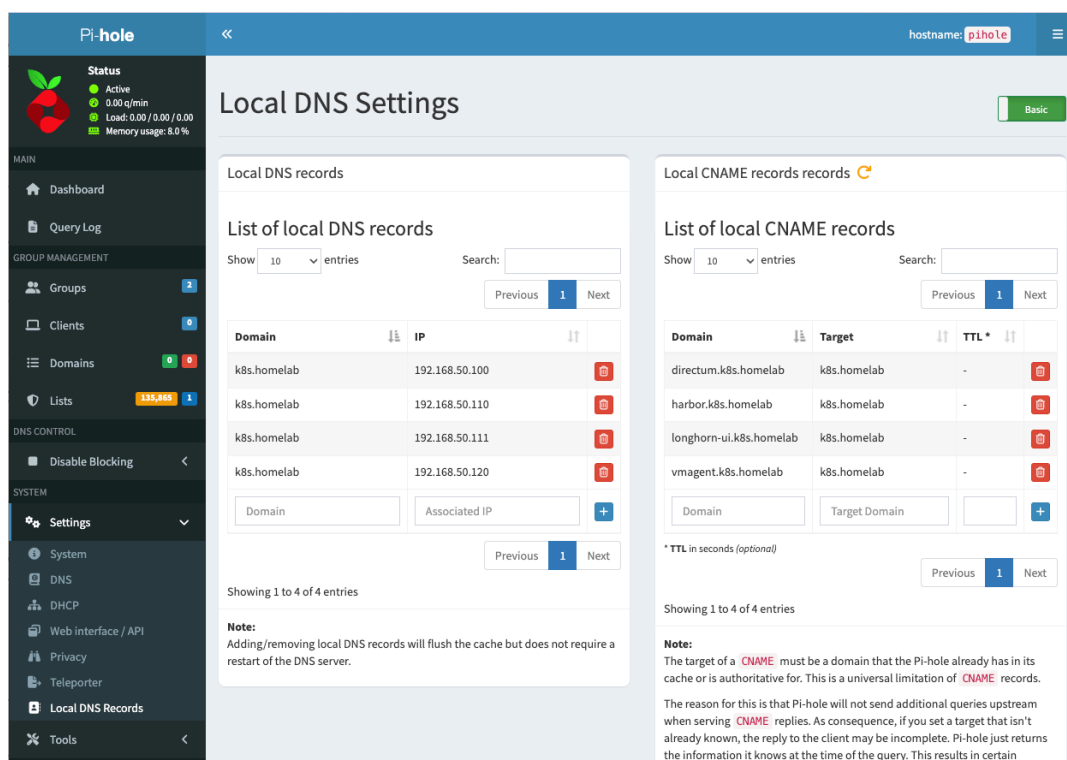 Pi-hole
hostname: pihole
Status
Active
0.00 q/min
Load: 0.00 / 0.00 / 0.00
Memory usage: 8.0 %
MAIN
Dashboard
Query Log
GROUP MANAGEMENT
Groups 2
Clients 0
Domains 0 0
Lists 135,865 1
DNS CONTROL
Disable Blocking
SYSTEM
Settings
System
DNS
DHCP
Web interface / API
Privacy
Teleporter
Local DNS Records
Tools
Local DNS Settings
Basic
Local DNS records
List of local DNS records
Show 10 entries Search:
Previous 1 Next
Domain IP
k8s.homelab 192.168.50.100
k8s.homelab 192.168.50.110
k8s.homelab 192.168.50.111
k8s.homelab 192.168.50.120
Domain Associated IP
Previous 1 Next
Showing 1 to 4 of 4 entries
Note:
Adding/removing local DNS records will flush the cache but does not require a
restart of the DNS server.
Local CNAME records records
List of local CNAME records
Show 10 entries Search:
Previous 1 Next
Domain Target TTL *
directum.k8s.homelab k8s.homelab -
harbor.k8s.homelab k8s.homelab -
longhorn-ui.k8s.homelab k8s.homelab -
vmagent.k8s.homelab k8s.homelab -
Domain Target Domain
* TTL in seconds (optional)
Previous 1 Next
Showing 1 to 4 of 4 entries
Note:
The target of a CNAME must be a domain that the Pi-hole already has in its
cache or is authoritative for. This is a universal limitation of CNAME records.
The reason for this is that Pi-hole will not send additional queries upstream
when serving CNAME replies. As consequence, if you set a target that isn't
already known, the reply to the client may be incomplete. Pi-hole just returns
the information it knows at the time of the query. This results in certain